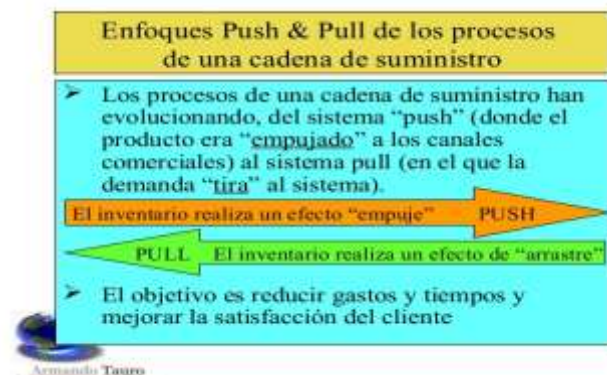 Enfoques Push & Pull de los procesos
de una cadena de suministro
➤ Los procesos de una cadena de suministro han
evolucionando, del sistema “push” (donde el
producto era “empujado” a los canales
comerciales) al sistema pull (en el que la
demanda “tira” al sistema).
El inventario realiza un efecto “empuje” PUSH
PULL El inventario realiza un efecto de “arrastre”
➤ El objetivo es reducir gastos y tiempos y
mejorar la satisfacción del cliente
Armando Tauro